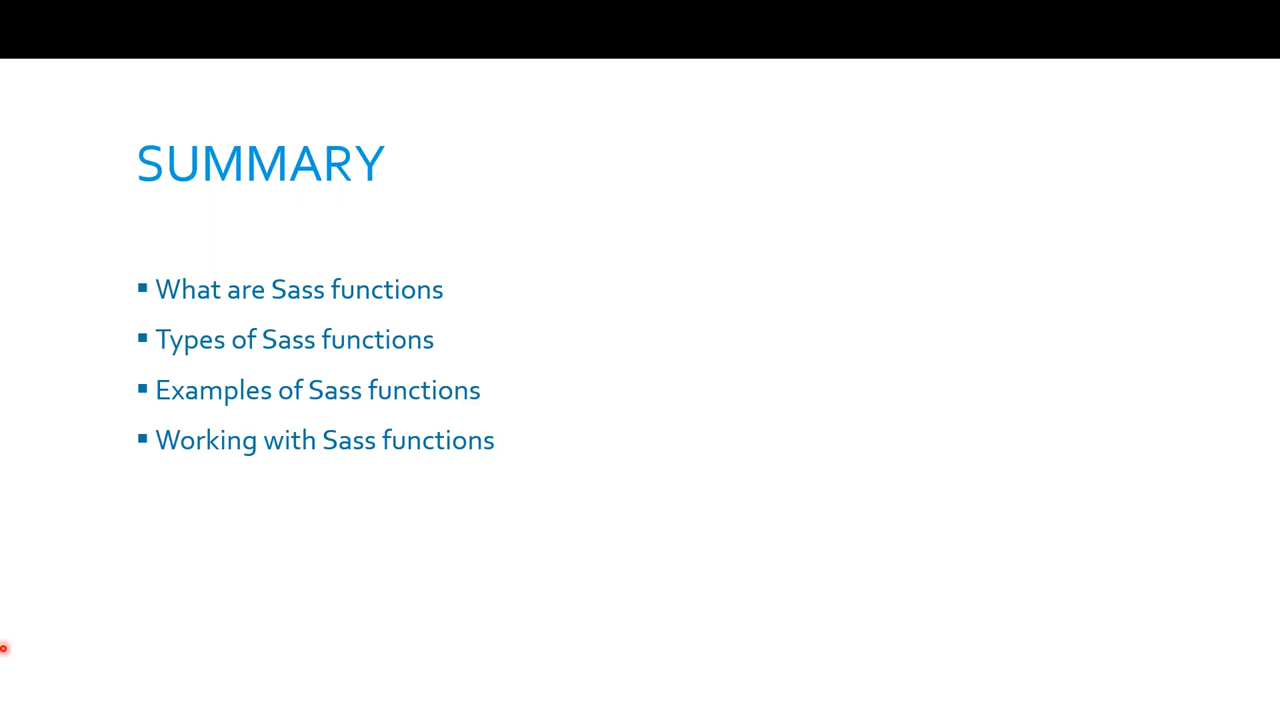 SUMMARY
▪ What are Sass functions
▪ Types of Sass functions
▪ Examples of Sass functions
▪ Working with Sass functions